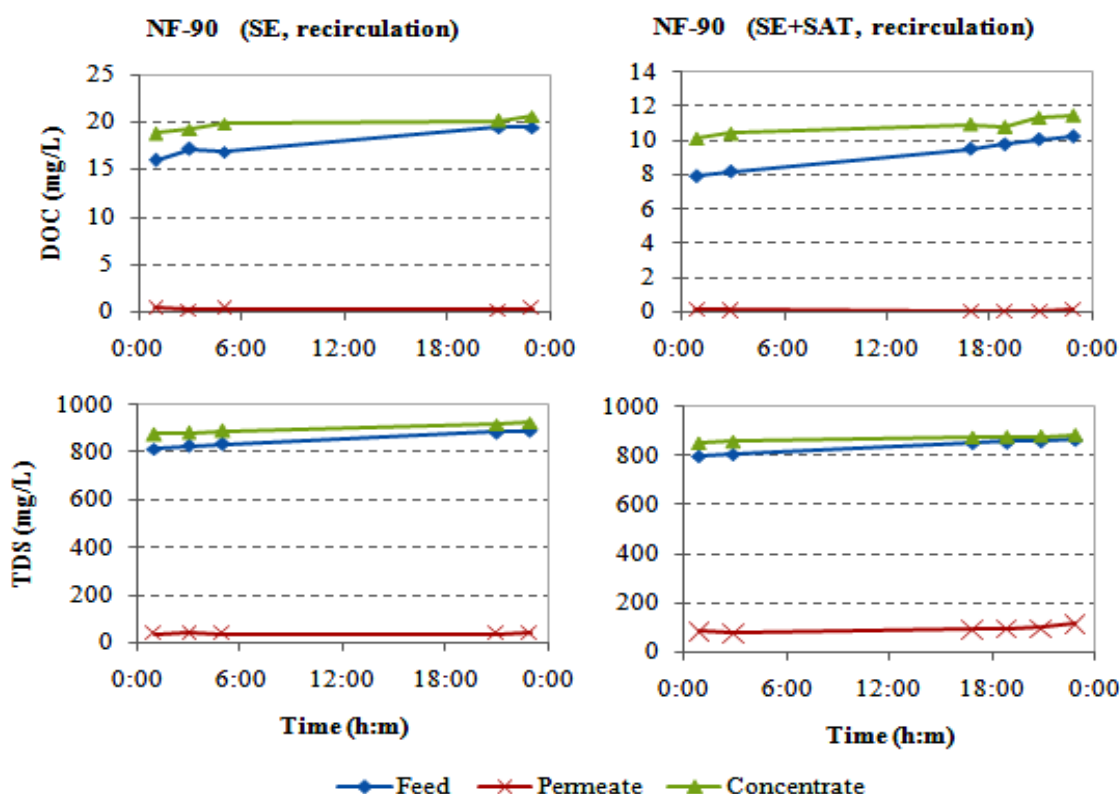 NF-90 (SE, recirculation)
NF-90 (SE+SAT, recirculation)
DOC (mg/L)
25
20
15
10
5
0
0:00 6:00 12:00 18:00 0:00
14
12
10
8
6
4
2
0
0:00 6:00 12:00 18:00 0:00
TDS (mg/L)
1000
800
600
400
200
0
0:00 6:00 12:00 18:00 0:00
Time (h:m)
1000
800
600
400
200
0
0:00 6:00 12:00 18:00 0:00
Time (h:m)
Feed Permeate Concentrate